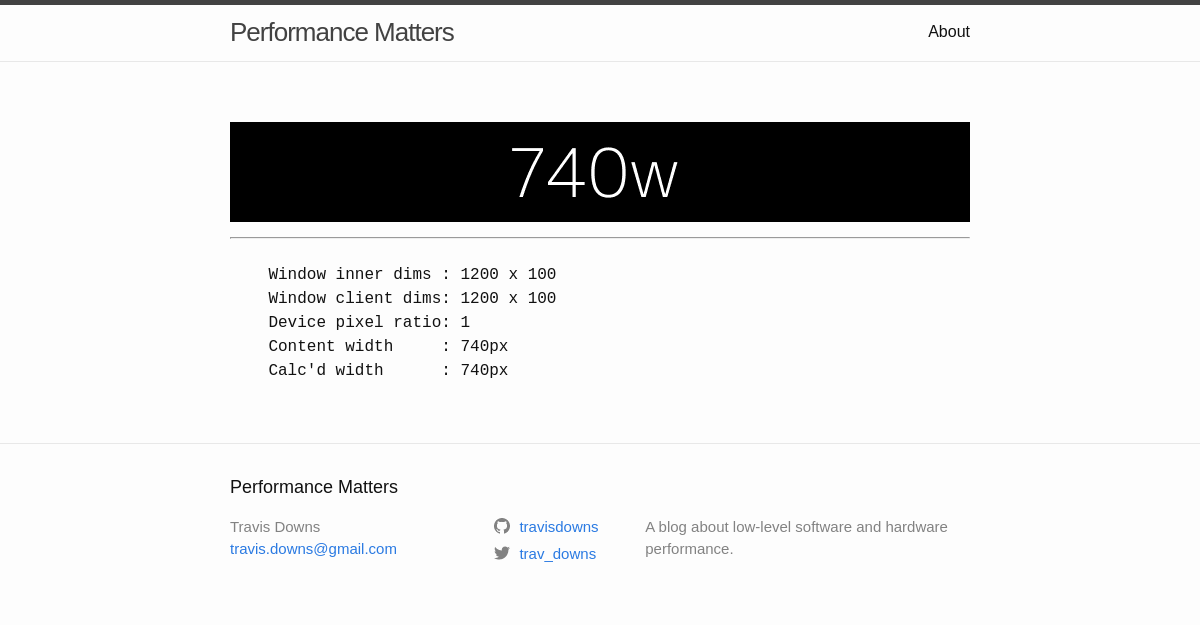 Performance Matters
About
740w
Window inner dims : 1200 x 100
Window client dims: 1200 x 100
Device pixel ratio: 1
Content width     : 740px
Calc'd width      : 740px
Performance Matters
Travis Downs
travis.downs@gmail.com
travisdowns
trav_downs
A blog about low-level software and hardware
performance.